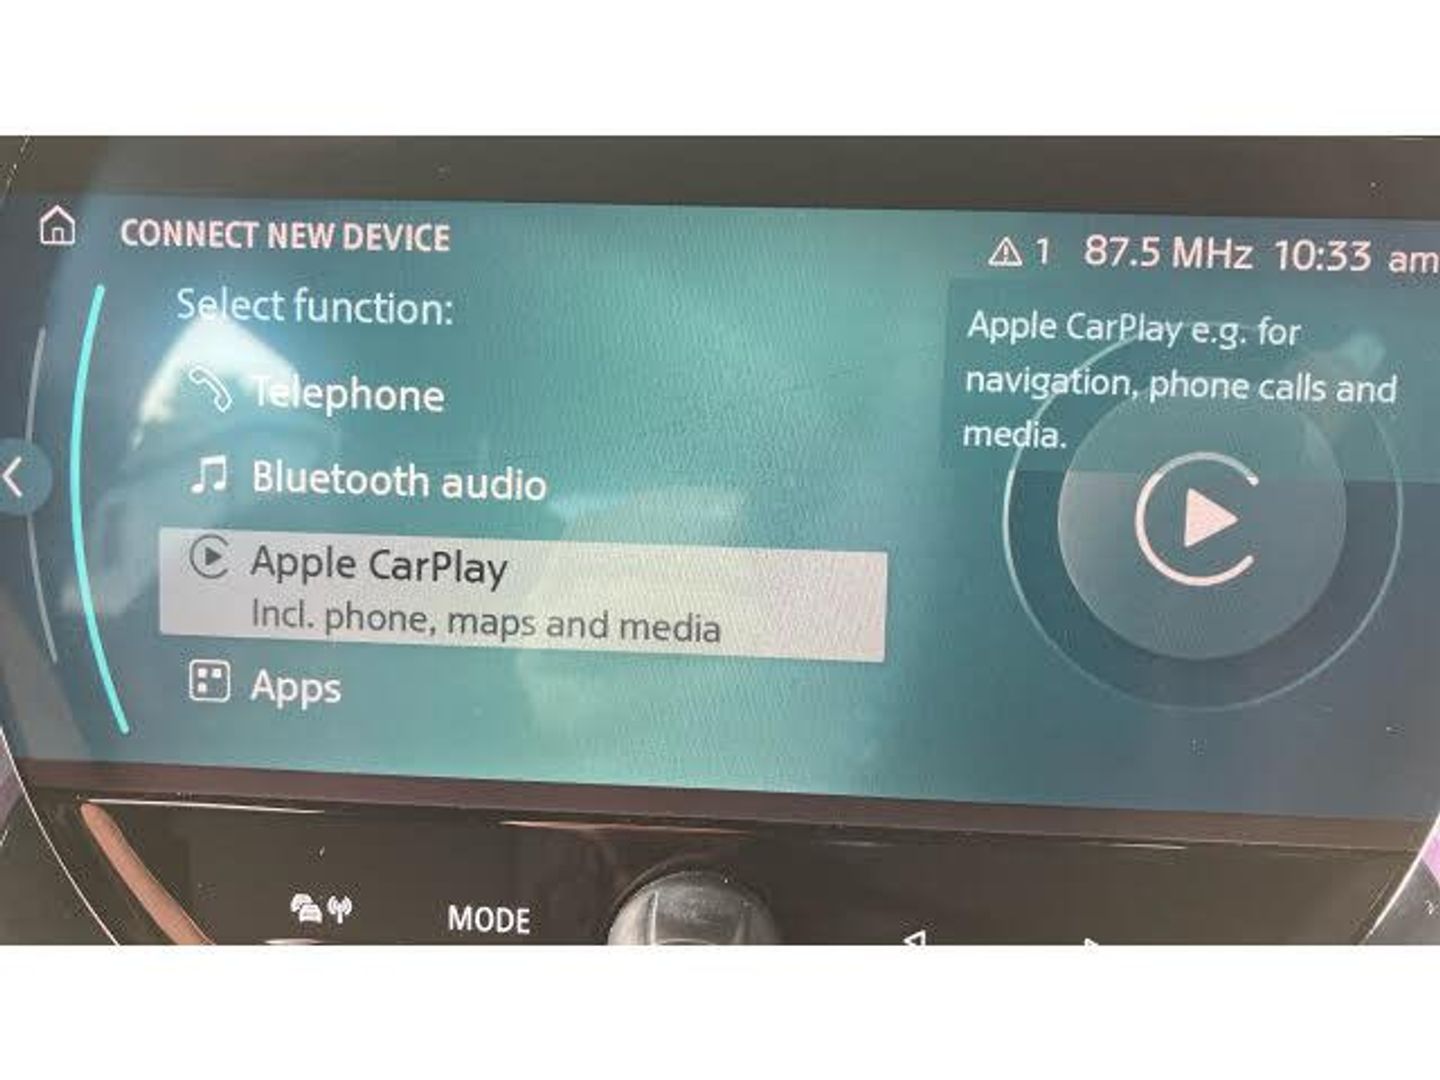 CONNECT NEW DEVICE
1 87.5 MHz 10:33 am
Select function:
Telephone
Bluetooth audio
Apple CarPlay
Incl. phone, maps and media
Apps
Apple CarPlay e.g. for
navigation, phone calls and
media.
MODE